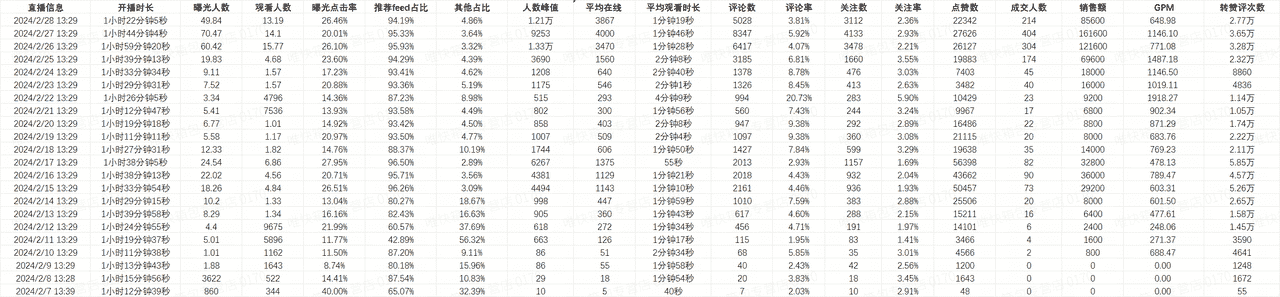 直播信息 开播时长 曝光人数 观看人数 曝光点击率 推荐feed占比 其他占比 人数峰值 平均在线 平均观看时长 评论数 评论率 关注数 关注率 点赞数 成交人数 销售额 GPM 转赞评次数
2024/2/28 13:29 1小时22分钟5秒 49.84 13.19 26.46% 94.19% 4.86% 1.21万 3867 1分钟19秒 5028 3.81% 3112 2.36% 22342 214 85600 648.98 2.77万
2024/2/27 13:29 1小时44分钟4秒 70.47 14.1 20.01% 95.33% 3.64% 9253 4000 1分钟46秒 8347 5.92% 4133 2.93% 27626 404 161600 1146.10 3.65万
2024/2/26 13:29 1小时59分钟20秒 60.42 15.77 26.10% 95.93% 3.32% 1.33万 3470 1分钟28秒 6417 4.07% 3478 2.21% 26127 304 121600 771.08 3.28万
2024/2/25 13:29 1小时39分钟13秒 19.83 4.68 23.60% 94.29% 4.39% 3690 1560 2分钟8秒 3185 6.81% 1660 3.55% 19883 174 69600 1487.18 2.32万
2024/2/24 13:29 1小时33分钟34秒 9.11 1.57 17.23% 93.41% 4.62% 1208 640 2分钟40秒 1378 8.78% 476 3.03% 7403 45 18000 1146.50 8860
2024/2/23 13:29 1小时29分钟31秒 7.52 1.57 20.88% 93.36% 5.19% 1175 546 2分钟1秒 1326 8.45% 413 2.63% 3482 40 16000 1019.11 4836
2024/2/22 13:29 1小时26分钟5秒 3.34 4796 14.36% 87.23% 8.98% 515 293 4分钟9秒 994 20.73% 283 5.90% 10429 23 9200 1918.27 1.14万
2024/2/21 13:29 1小时12分钟47秒 5.41 7536 13.93% 93.58% 4.49% 802 300 1分钟56秒 560 7.43% 244 3.24% 9967 17 6800 902.34 1.05万
2024/2/20 13:29 1小时19分钟18秒 6.77 1.01 14.92% 93.42% 4.50% 858 403 2分钟8秒 947 9.38% 292 2.89% 16486 22 8800 871.29 1.74万
2024/2/19 13:29 1小时11分钟11秒 5.58 1.17 20.97% 93.50% 4.77% 1007 509 2分钟4秒 1097 9.38% 360 3.08% 21115 20 8000 683.76 2.22万
2024/2/18 13:29 1小时27分钟31秒 12.33 1.82 14.76% 88.37% 10.19% 1744 606 1分钟50秒 1427 7.84% 599 3.29% 19638 35 14000 769.23 2.11万
2024/2/17 13:29 1小时38分钟5秒 24.54 6.86 27.95% 96.50% 2.89% 6267 1375 55秒 2013 2.93% 1157 1.69% 56398 82 32800 478.13 5.85万
2024/2/16 13:29 1小时38分钟13秒 22.02 4.56 20.71% 95.71% 3.56% 4381 1129 1分钟21秒 2018 4.43% 932 2.04% 43662 90 36000 789.47 4.57万
2024/2/15 13:29 1小时33分钟54秒 18.26 4.84 26.51% 96.26% 3.09% 4494 1143 1分钟10秒 2161 4.46% 936 1.93% 50457 73 29200 603.31 5.26万
2024/2/14 13:29 1小时29分钟15秒 10.2 1.33 13.04% 80.27% 18.67% 998 447 1分钟59秒 1010 7.59% 383 2.88% 25506 20 8000 601.50 2.65万
2024/2/13 13:29 1小时39分钟58秒 8.29 1.34 16.16% 82.43% 16.63% 905 360 1分钟43秒 617 4.60% 288 2.15% 15211 16 6400 477.61 1.58万
2024/2/12 13:29 1小时24分钟55秒 4.4 9675 21.99% 60.57% 37.69% 618 272 1分钟34秒 456 4.71% 191 1.97% 14101 6 2400 248.06 1.45万
2024/2/11 13:29 1小时19分钟37秒 5.01 5896 11.77% 42.89% 56.32% 663 126 1分钟17秒 115 1.95% 83 1.41% 3466 4 1600 271.37 3590
2024/2/10 13:29 1小时11分钟38秒 1.01 1162 11.50% 87.20% 9.11% 86 51 2分钟34秒 68 5.85% 41 3.53% 4566 2 800 688.47 4641
2024/2/9 13:29 1小时13分钟43秒 1.88 1643 8.74% 80.18% 15.96% 86 55 1分钟58秒 40 2.43% 42 2.56% 1200 0 0 0.00 1248
2024/2/8 13:29 1小时15分钟56秒 3622 522 14.41% 87.54% 10.83% 29 18 1分钟54秒 20 3.83% 18 3.45% 1643 0 0 0.00 1672
2024/2/7 13:39 1小时12分钟39秒 860 344 40.00% 65.07% 32.39% 10 5 40秒 7 2.03% 10 2.91% 48 0 0 0.00 55